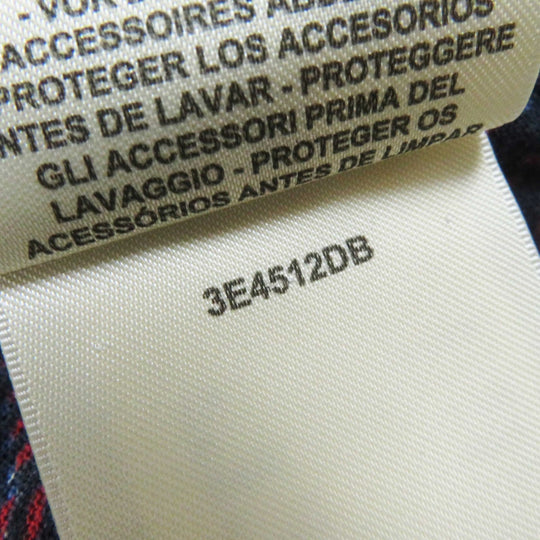 - VOR
ACCESSOIRES
PROTEGER LOS ACCESORIOS
ANTES DE LAVAR - PROTEGGERE
GLI ACCESSORI PRIMA DEL
LAVAGGIO - PROTEGER OS
ACESSÓRIOS ANTES DE LIMPAR
3E4512DB